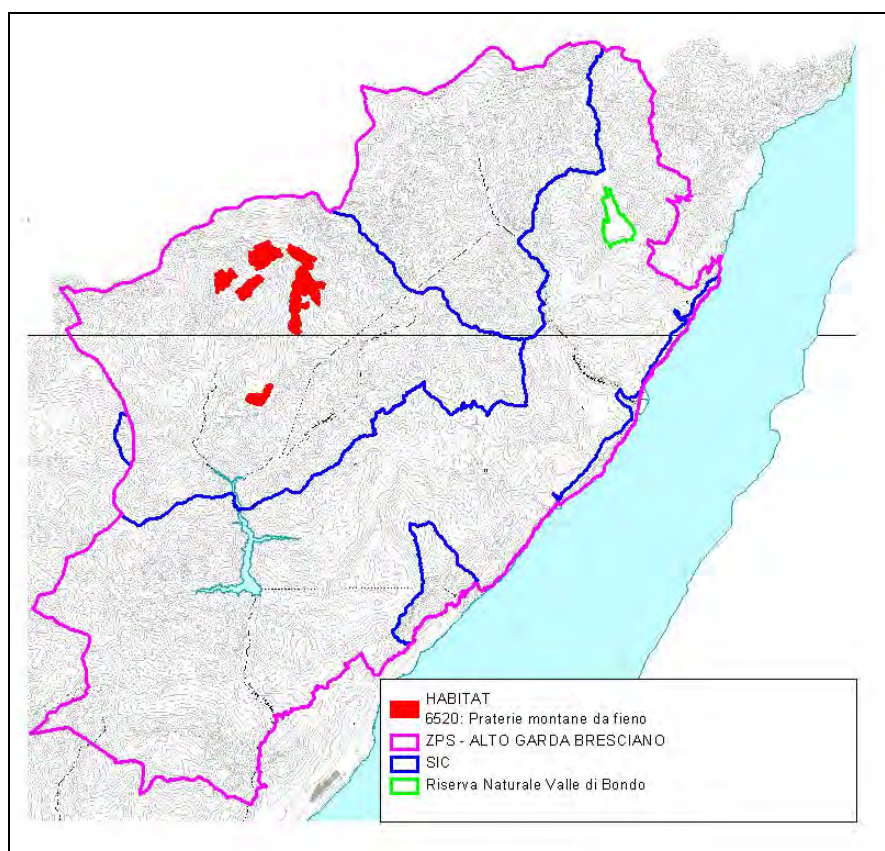 HABITAT
6520: Praterie montane da fieno
ZPS - ALTO GARDA BRESCIANO
SIC
Riserva Naturale Valle di Bondo